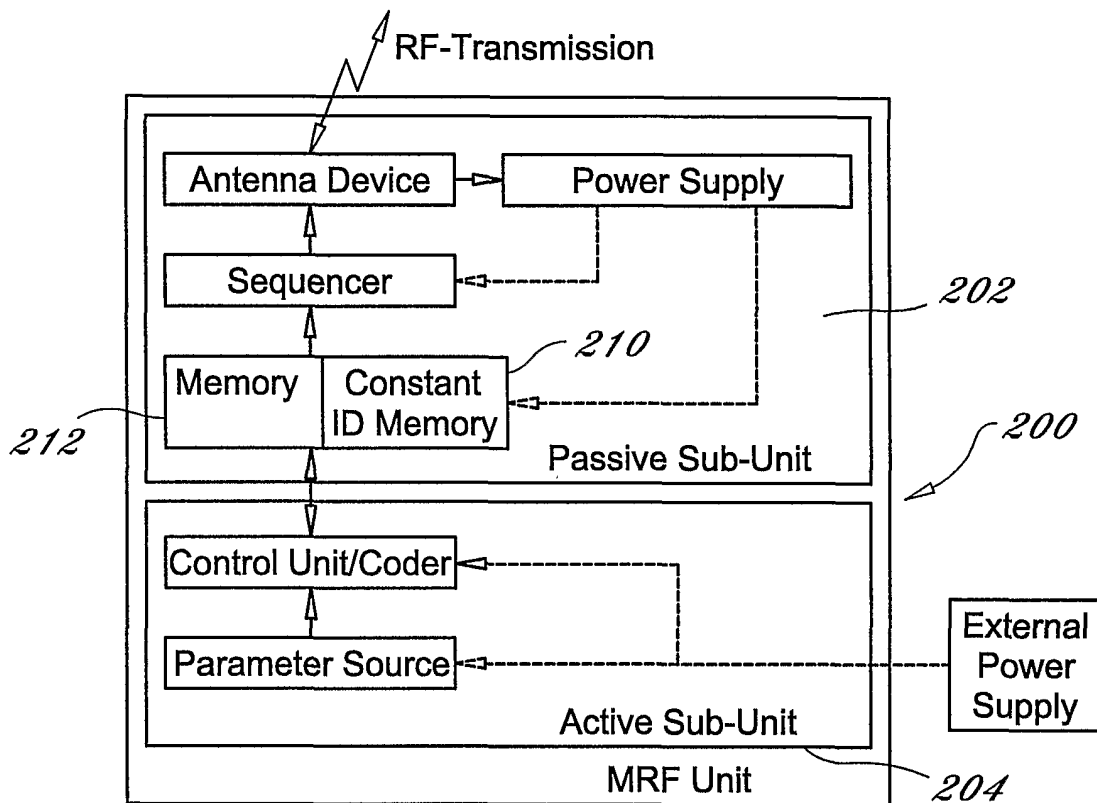 RF-Transmission
Antenna Device
Power Supply
Sequencer
202
210
Memory
Constant
ID Memory
212
Passive Sub-Unit
200
Control Unit/Coder
Parameter Source
External
Power
Supply
Active Sub-Unit
MRF Unit
204